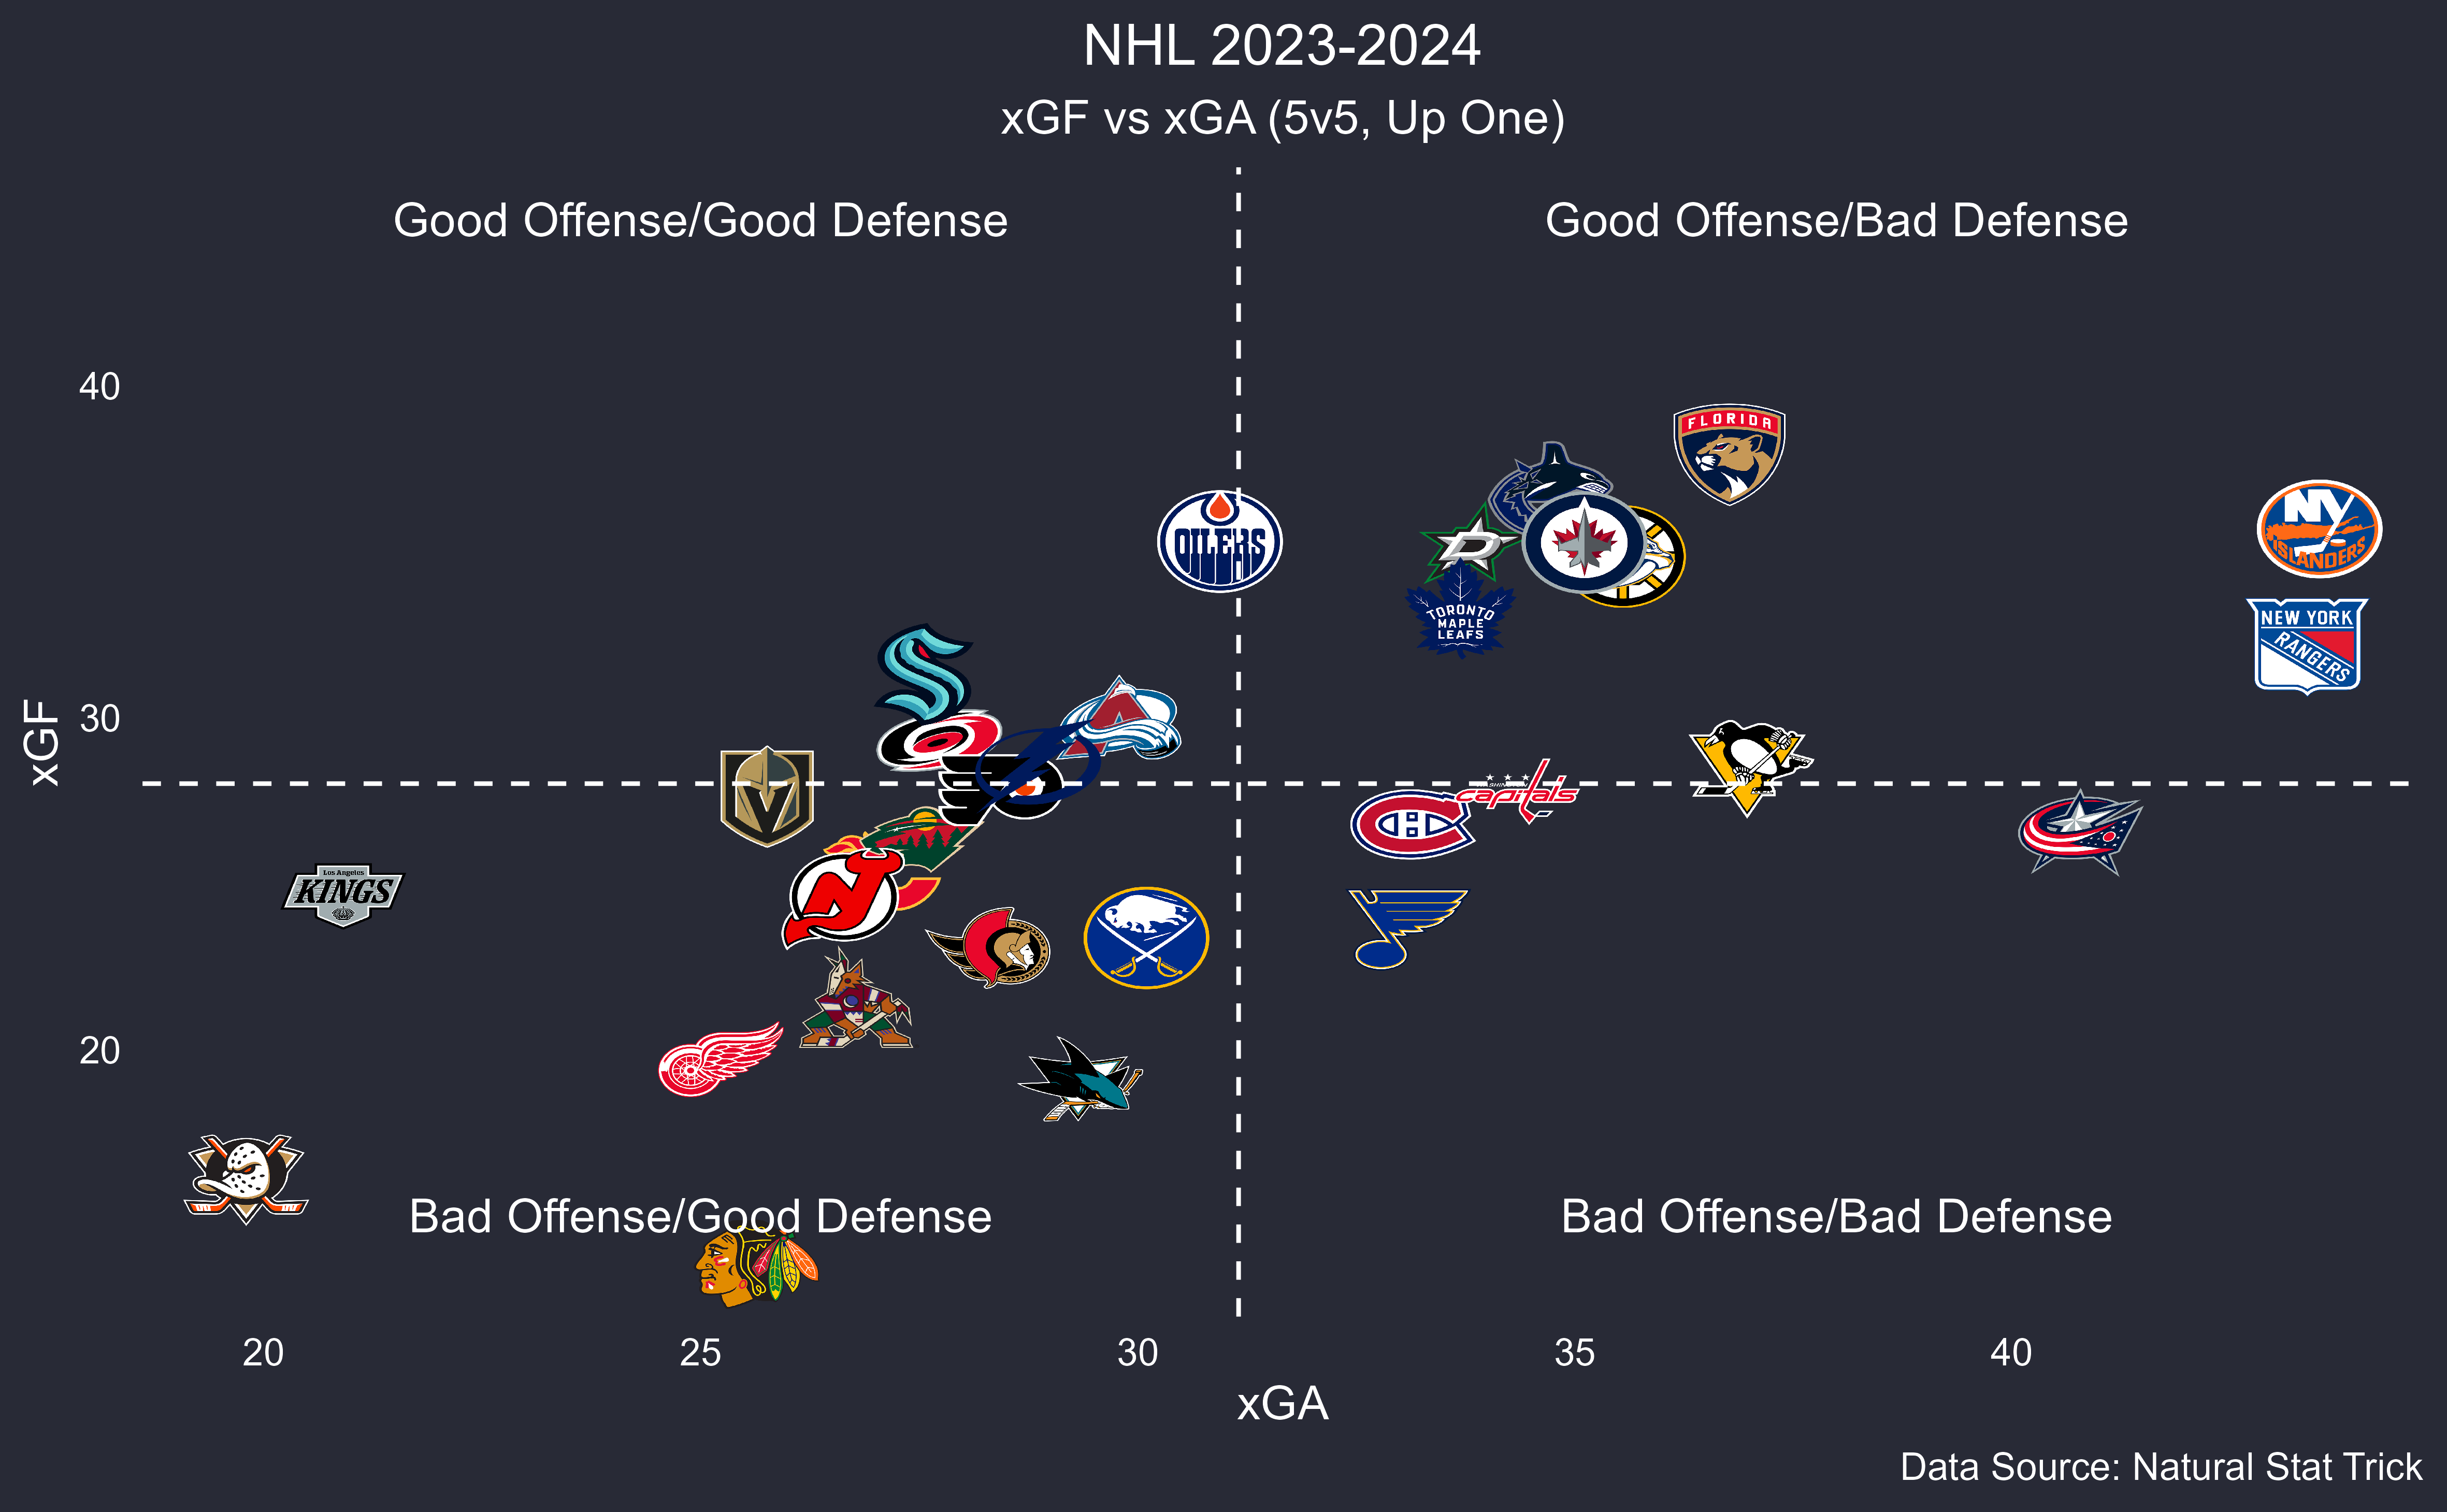 NHL 2023-2024
xGF vs xGA (5v5, Up One)
Good Offense/Good Defense
Good Offense/Bad Defense
40
FLORIDA
NY
ISLANDERS
OILERS
TORONTO
MAPLE
LEAFS
NEW YORK
RANGERS
xGF
30
capitals
Los Angeles
KINGS
20
Bad Offense/Good Defense
Bad Offense/Bad Defense
20
25
30
35
40
xGA
Data Source: Natural Stat Trick